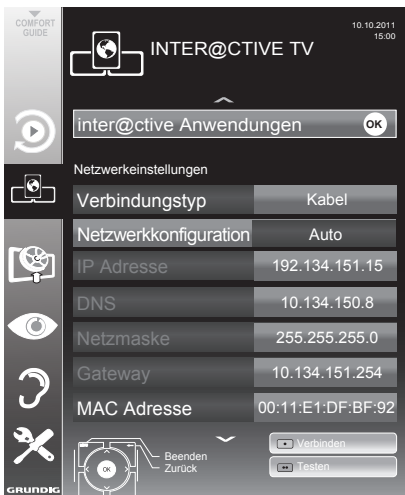 COMFORT
GUIDE
10.10.2011
15:00
INTER@CTIVE TV
inter@ctive Anwendungen OK
Netzwerkeinstellungen
Verbindungstyp Kabel
Netzwerkkonfiguration Auto
IP Adresse 192.134.151.15
DNS 10.134.150.8
Netzmaske 255.255.255.0
Gateway 10.134.151.254
MAC Adresse 00:11:E1:DF:BF:92
Beenden
Zurück
OK
Verbinden
Testen
GRUNDIG